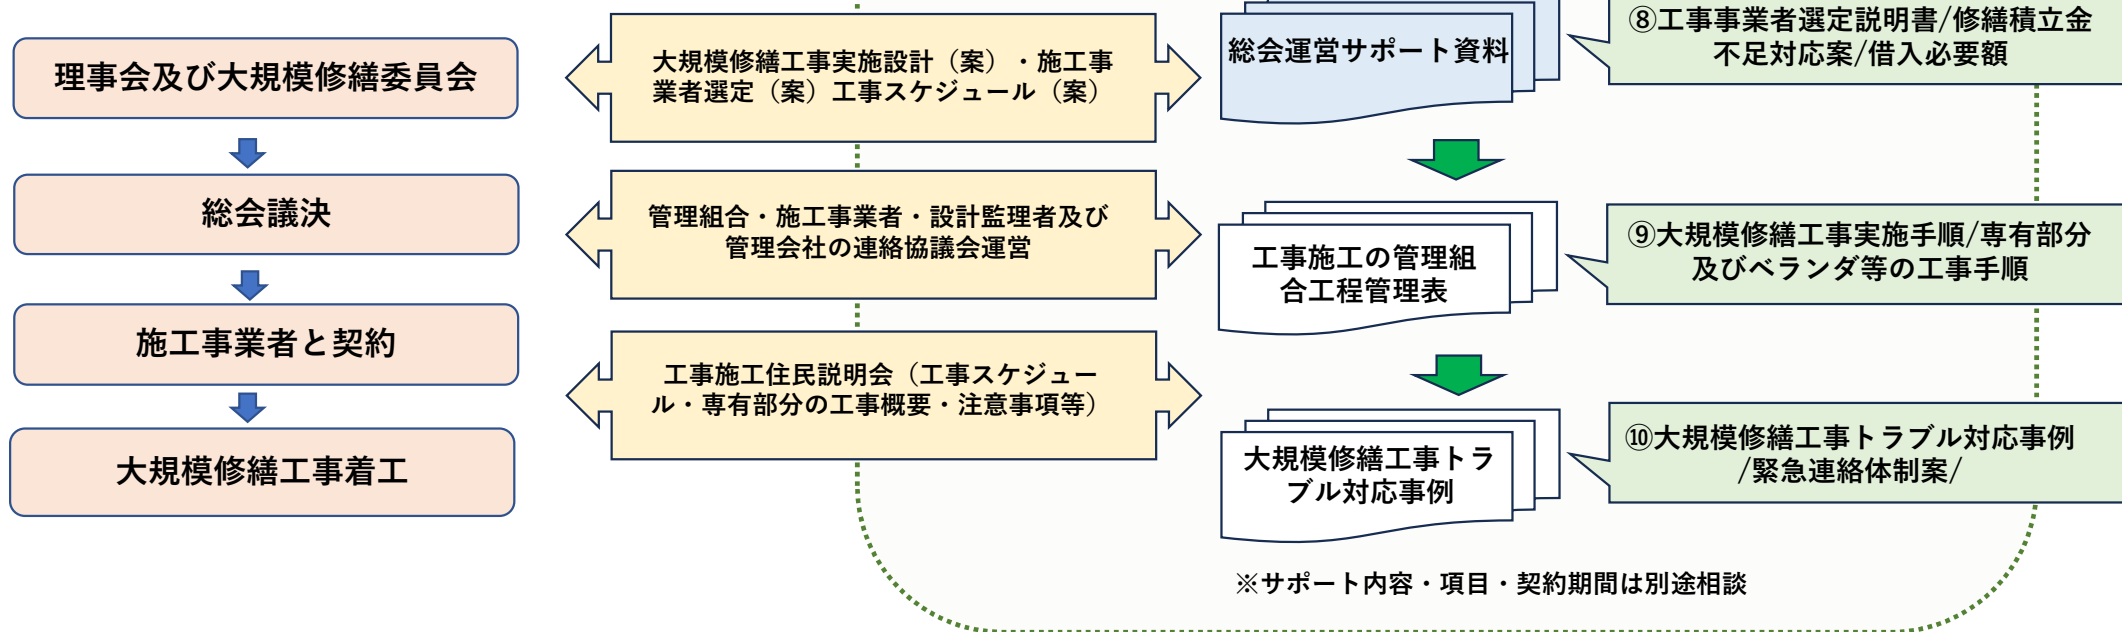 理事会及び大規模修繕委員会
大規模修繕工事実施設計（案）・施工事
業者選定（案）工事スケジュール（案）
総会運営サポート資料
⑧工事事業者選定説明書/修繕積立金
不足対応案/借入必要額
総会議決
管理組合・施工事業者・設計監理者及び
管理会社の連絡協議会運営
工事施工の管理組
合工程管理表
⑨大規模修繕工事実施手順/専有部分
及びベランダ等の工事手順
施工事業者と契約
工事施工住民説明会（工事スケジュー
ル・専有部分の工事概要・注意事項等）
大規模修繕工事トラ
ブル対応事例
⑩大規模修繕工事トラブル対応事例
/緊急連絡体制案/
大規模修繕工事着工
※サポート内容・項目・契約期間は別途相談